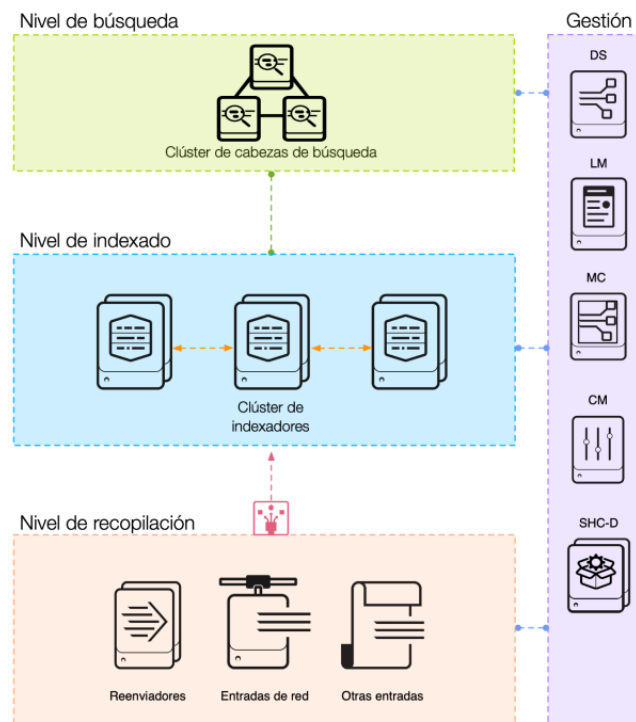 Nivel de búsqueda
Gestión
Clúster de cabezas de búsqueda
DS
LM
Nivel de indexado
MC
Clúster de
indexadores
CM
Nivel de recopilación
SHC-D
Reenviadores
Entradas de red
Otras entradas